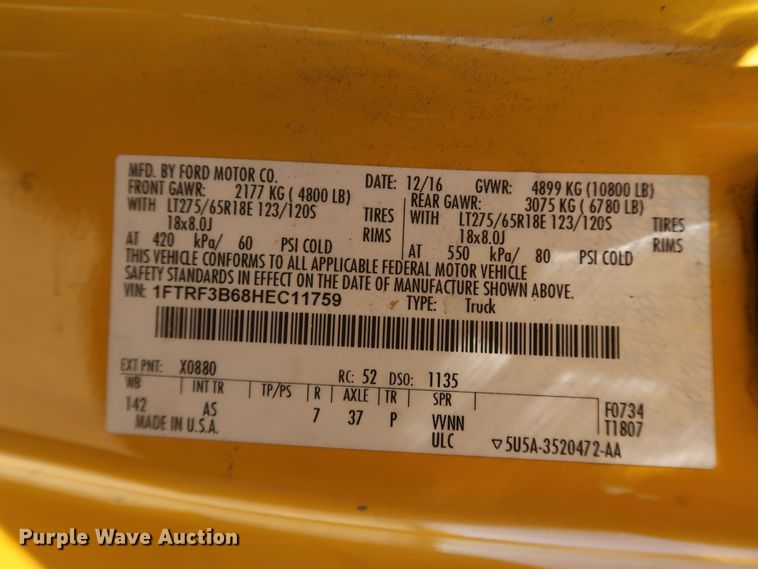 MFD. BY FORD MOTOR CO. DATE: 12/16 GVWR: 4899 KG (10800 LB)
FRONT GAWR: 2177 KG ( 4800 LB) REAR GAWR: 3075 KG ( 6780 LB)
WITH LT275/65R18E 123/120S TIRES WITH LT275/65R18E 123/120S TIRES
18x8.0J RIMS 18x8.0J RIMS
AT 420 kPa/ 60 PSI COLD AT 550 kPa/ 80 PSI COLD
THIS VEHICLE CONFORMS TO ALL APPLICABLE FEDERAL MOTOR VEHICLE
SAFETY STANDARDS IN EFFECT ON THE DATE OF MANUFACTURE SHOWN ABOVE.
VIN: 1FTRF3B68HEC11759 TYPE: Truck
EXT PNT: X0880 RC: 52 DSO: 1135
WB INT TR TP/PS R AXLE TR SPR
142 AS 7 37 P VVNN F0734
MADE IN U.S.A. ULC T1807
▽5U5A-3520472-AA
Purple Wave Auction